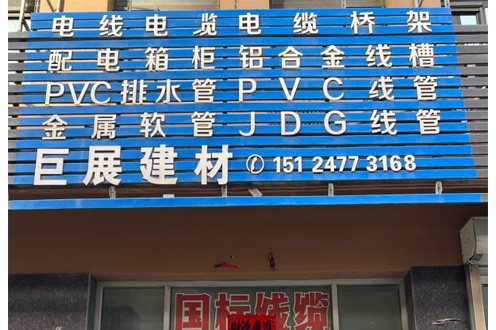 电线电缆电缆桥架
配电箱柜铝合金线槽
PVC排水管PVC线管
金属软管JDG线管
巨展建材 ✆ 151 2477 3168
国标线缆